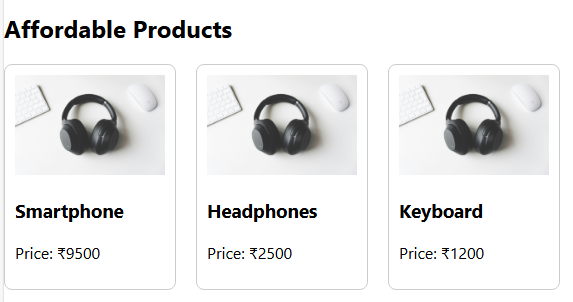 Affordable Products
Smartphone
Price: ₹9500
Headphones
Price: ₹2500
Keyboard
Price: ₹1200